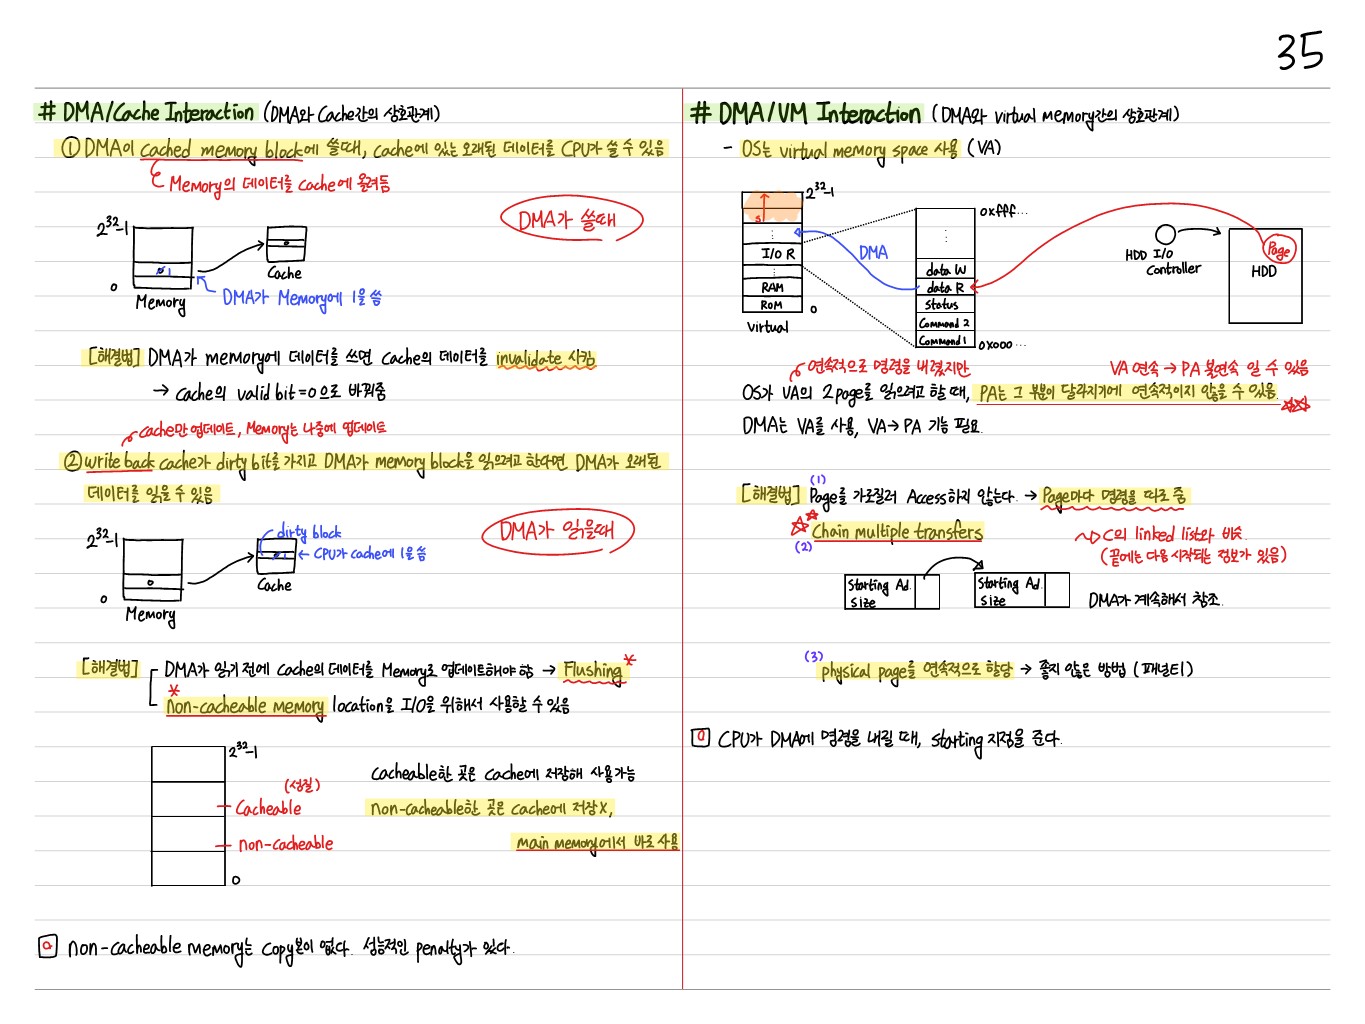 35
# DMA/Cache Interaction (DMA와 Cache간의 상호관계)
① DMA이 cached memory block에 쓸때, Cache에 있는 오래된 데이터를 CPU가 쓸 수 있음
Memory의 데이터를 cache에 올려둠
DMA가 쓸때
2^32-1
0
Memory
Cache
DMA가 Memory에 1을 씀
[해결법] DMA가 memory에 데이터를 쓰면 Cache의 데이터를 invalidate 시킴
→ Cache의 valid bit = 0 으로 바꿔줌
Cache만 업데이트, Memory는 나중에 업데이트
② write back cache가 dirty bit를 가지고 DMA가 memory block을 읽으려고 한다면, DMA가 오래된
데이터를 읽을 수 있음
DMA가 읽을때
2^32-1
0
Memory
dirty block
← CPU가 cache에 1을 씀
Cache
[해결법] DMA가 읽기 전에 Cache의 데이터를 Memory로 업데이트해야 함 → Flushing *
* non-cacheable memory location을 I/O을 위해서 사용할 수 있음
2^32-1
(성질)
Cacheable
non-cacheable
0
Cacheable한 곳은 Cache에 저장해 사용가능
non-cacheable한 곳은 Cache에 저장X,
main memory에서 바로 사용
Q non-cacheable memory는 Copy본이 없다. 성능적인 penalty가 있다.
# DMA/VM Interaction (DMA와 virtual memory간의 상호관계)
- OS는 virtual memory space 사용 (VA)
2^32-1
S
I/O R
RAM
ROM
0
Virtual
DMA
0xfff...
data W
data R
Status
Command 2
Command 1
0x000...
HDD I/O
Controller
Page
HDD
연속적으로 명령을 내렸지만
VA 연속 → PA 불연속 일 수 있음
OS가 VA의 2page를 읽으려고 할 때, PA는 그 부분이 달라지기에 연속적이지 않을 수 있음.
DMA는 VA를 사용, VA→PA 기능 필요.
[해결법] (1) Page를 가로질러 Access하지 않는다. → Page마다 명령을 따로 줌
(2) Chain multiple transfers
C의 linked list와 비슷
(끝에는 다음 시작되는 정보가 있음)
Starting Ad.
size
Starting Ad.
size
DMA가 계속해서 참조.
(3) physical page를 연속적으로 할당 → 좋지 않은 방법 (패널티)
Q CPU가 DMA에 명령을 내릴 때, starting 지점을 준다.